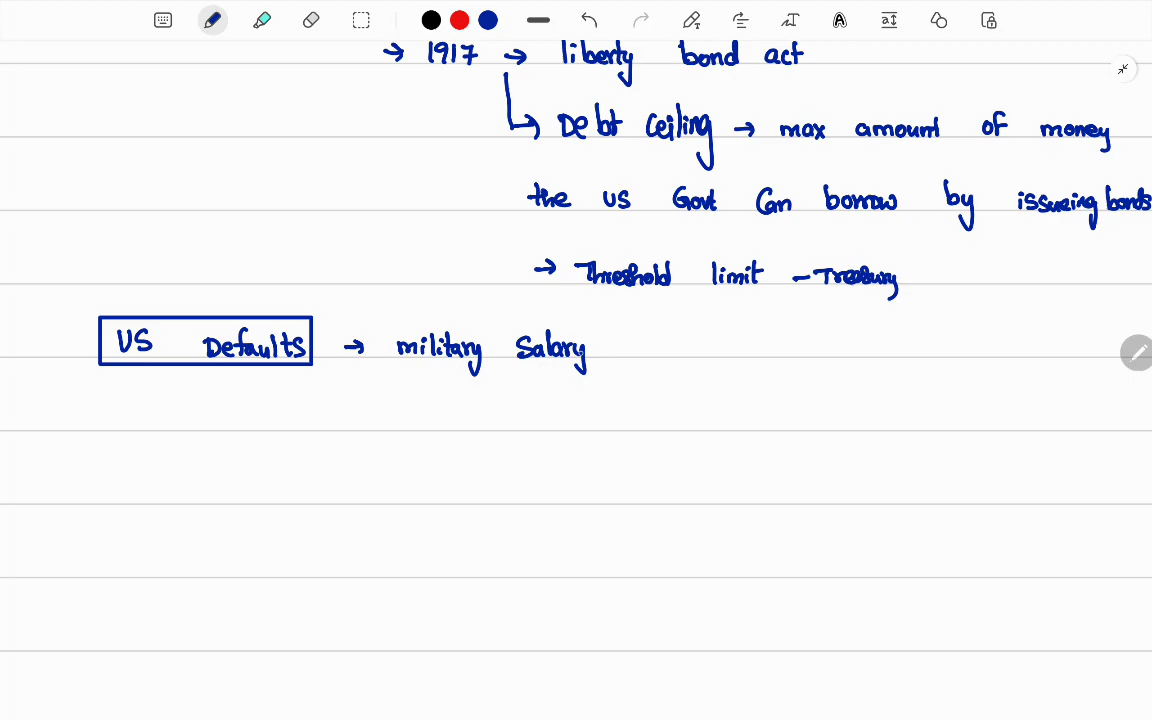 → 1917 → liberty bond act
→ Debt Ceiling → max amount of money
the US Govt Can borrow by issueing bonds
→ Threshold limit - Treasury
US Defaults → military Salary